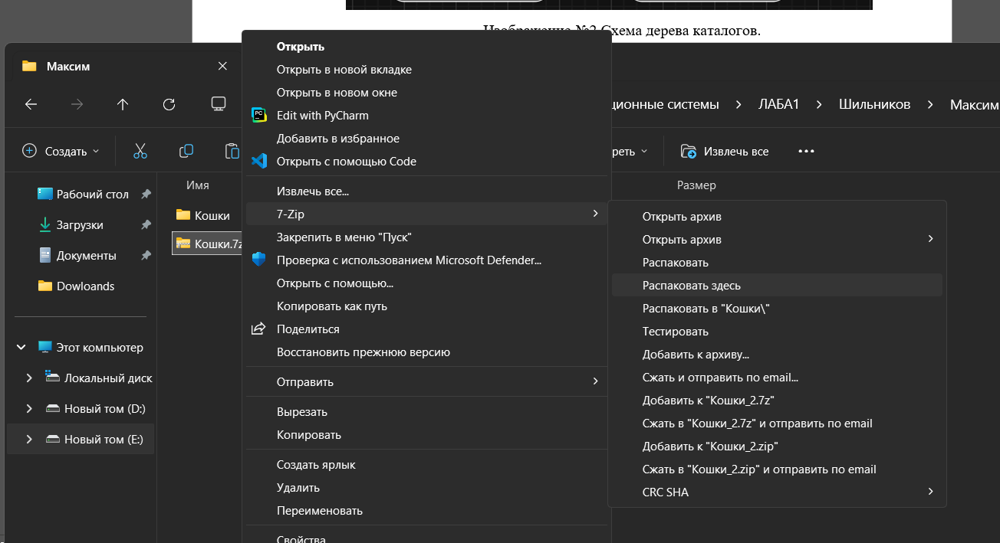 Изображение №2 Схема дерева каталогов.
Максим
ционные системы
ЛАБА1
Шильников
Максим
Создать
реть
Извлечь все
Рабочий стол
Загрузки
Документы
Dowloands
Этот компьютер
Локальный диск
Новый том (D:)
Новый том (E:)
Имя
Размер
Кошки
Кошки.7z
Открыть
Открыть в новой вкладке
Открыть в новом окне
Edit with PyCharm
Добавить в избранное
Открыть с помощью Code
Извлечь все...
7-Zip
Закрепить в меню "Пуск"
Проверка с использованием Microsoft Defender...
Открыть с помощью...
Копировать как путь
Поделиться
Восстановить прежнюю версию
Отправить
Вырезать
Копировать
Создать ярлык
Удалить
Переименовать
Свойства
Открыть архив
Открыть архив
Распаковать
Распаковать здесь
Распаковать в "Кошки\"
Тестировать
Добавить к архиву...
Сжать и отправить по email...
Добавить к "Кошки_2.7z"
Сжать в "Кошки_2.7z" и отправить по email
Добавить к "Кошки_2.zip"
Сжать в "Кошки_2.zip" и отправить по email
CRC SHA